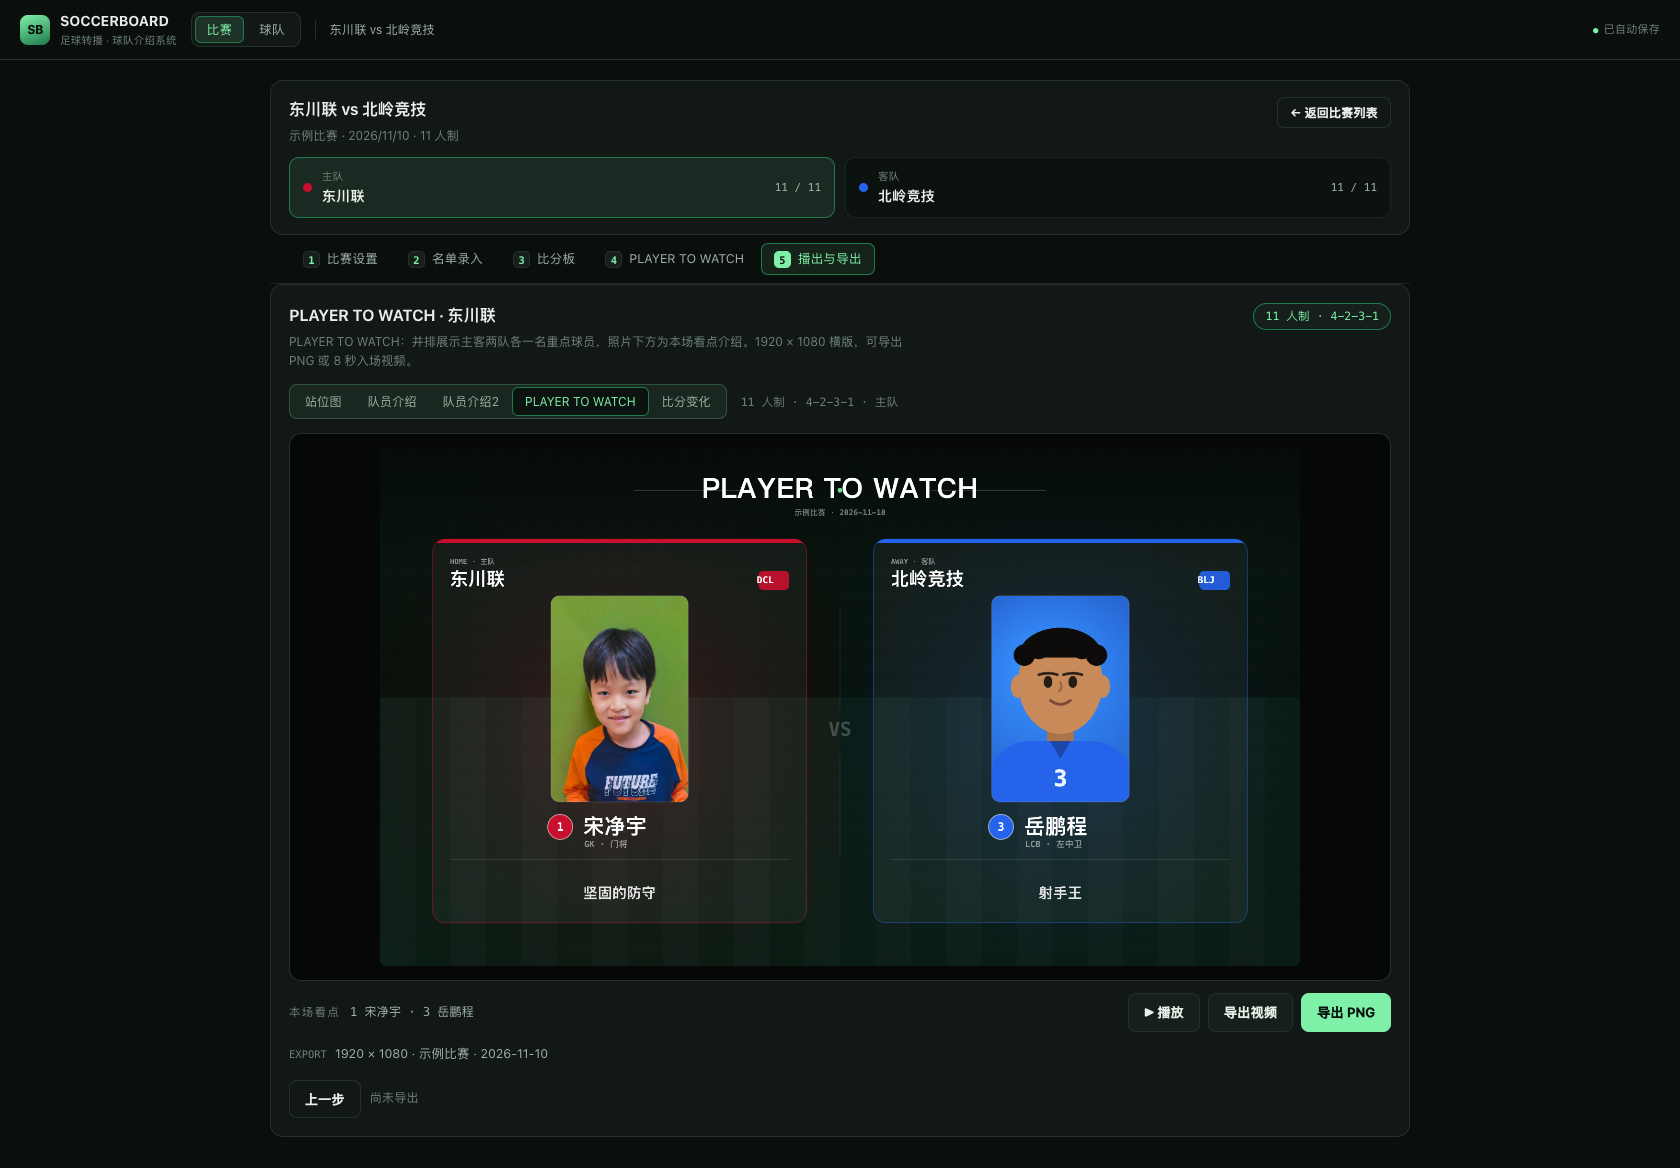 SB
SOCCERBOARD
足球转播 · 球队介绍系统
比赛
球队
东川联 vs 北岭竞技
已自动保存
东川联 vs 北岭竞技
示例比赛 · 2026/11/10 · 11 人制
← 返回比赛列表
主队
东川联
11 / 11
客队
北岭竞技
11 / 11
1 比赛设置
2 名单录入
3 比分板
4 PLAYER TO WATCH
5 播出与导出
PLAYER TO WATCH · 东川联
11 人制 · 4-2-3-1
PLAYER TO WATCH：并排展示主客两队各一名重点球员，照片下方为本场看点介绍。1920 × 1080 横版，可导出
PNG 或 8 秒入场视频。
站位图
队员介绍
队员介绍2
PLAYER TO WATCH
比分变化
11 人制 · 4-2-3-1 · 主队
PLAYER TO WATCH
示例比赛 · 2026-11-10
HOME · 主队
东川联
DCL
FUTURE
1 宋净宇
GK · 门将
坚固的防守
VS
AWAY · 客队
北岭竞技
BLJ
3
3 岳鹏程
LCB · 左中卫
射手王
本场看点 1 宋净宇 · 3 岳鹏程
▶ 播放
导出视频
导出 PNG
EXPORT 1920 × 1080 · 示例比赛 · 2026-11-10
上一步
尚未导出